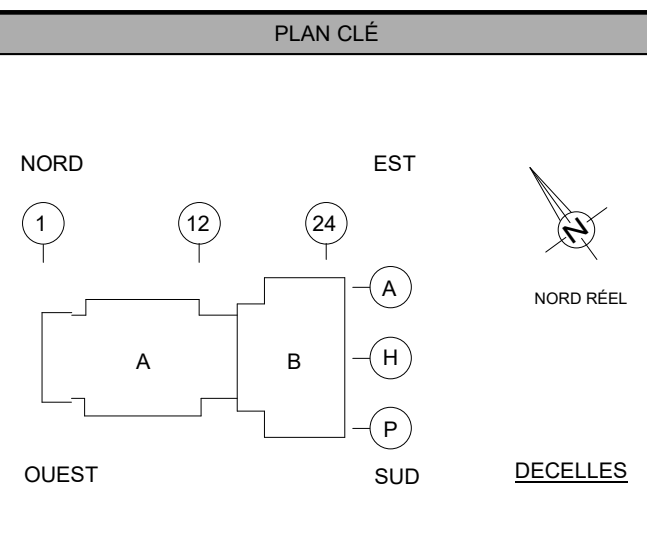 PLAN CLÉ
NORD EST
1 12 24
N
A
NORD RÉEL
A B H
P
OUEST SUD DECELLES